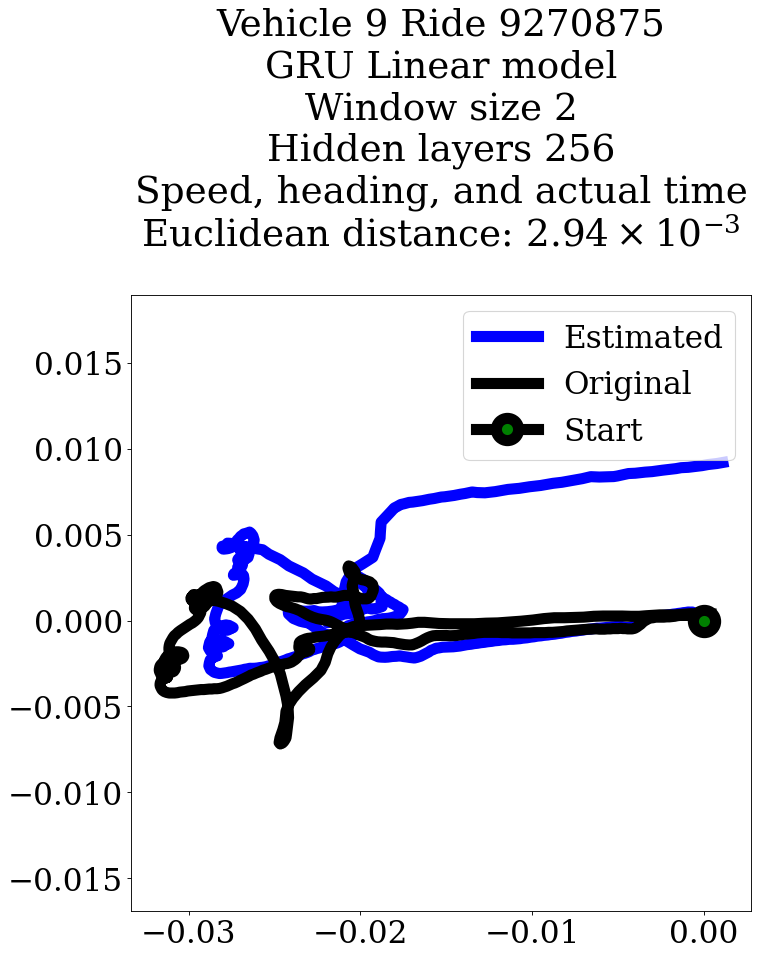 Vehicle 9 Ride 9270875
GRU Linear model
Window size 2
Hidden layers 256
Speed, heading, and actual time
Euclidean distance: 2.94 × 10⁻³
Estimated
Original
Start
0.015
0.010
0.005
0.000
−0.005
−0.010
−0.015
−0.03 −0.02 −0.01 0.00